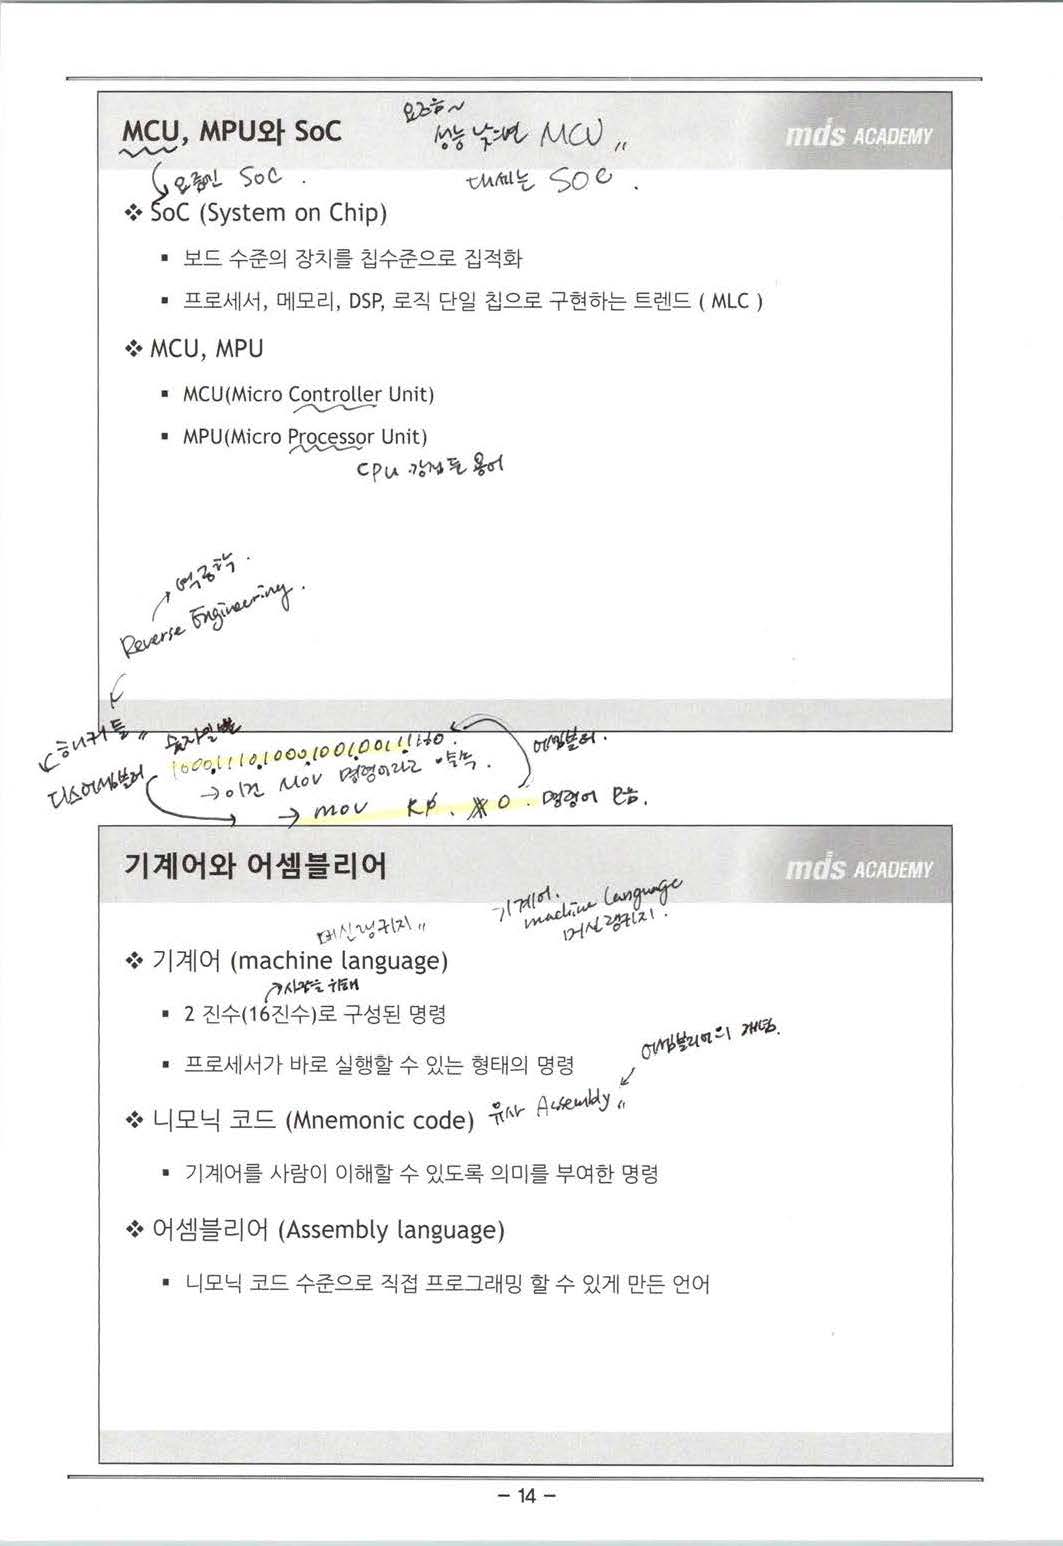 MCU, MPU와 SoC
요즈음~
성능 낮으면 MCU "
mds ACADEMY
요즘인 SoC .
대세는 SOC .
❖ SoC (System on Chip)
▪ 보드 수준의 장치를 칩수준으로 집적화
▪ 프로세서, 메모리, DSP, 로직 단일 칩으로 구현하는 트렌드 ( MLC )
❖ MCU, MPU
▪ MCU(Micro Controller Unit)
▪ MPU(Micro Processor Unit)
CPU 용어
역공학.
Reverse Engineering.
해커들 "
숫자일뿐
어셈블러.
디스어셈블러
→ 이건 MOV 명령이라고 약속.
→ mov R0. #0. 명령어 모음.
기계어와 어셈블리어
mds ACADEMY
기계어.
machine language
머신랭귀지.
머신랭귀지 "
❖ 기계어 (machine language)
사람을 위해
▪ 2 진수(16진수)로 구성된 명령
▪ 프로세서가 바로 실행할 수 있는 형태의 명령
어셈블리어의 개념.
❖ 니모닉 코드 (Mnemonic code) 유사 Assembly "
▪ 기계어를 사람이 이해할 수 있도록 의미를 부여한 명령
❖ 어셈블리어 (Assembly language)
▪ 니모닉 코드 수준으로 직접 프로그래밍 할 수 있게 만든 언어
- 14 -